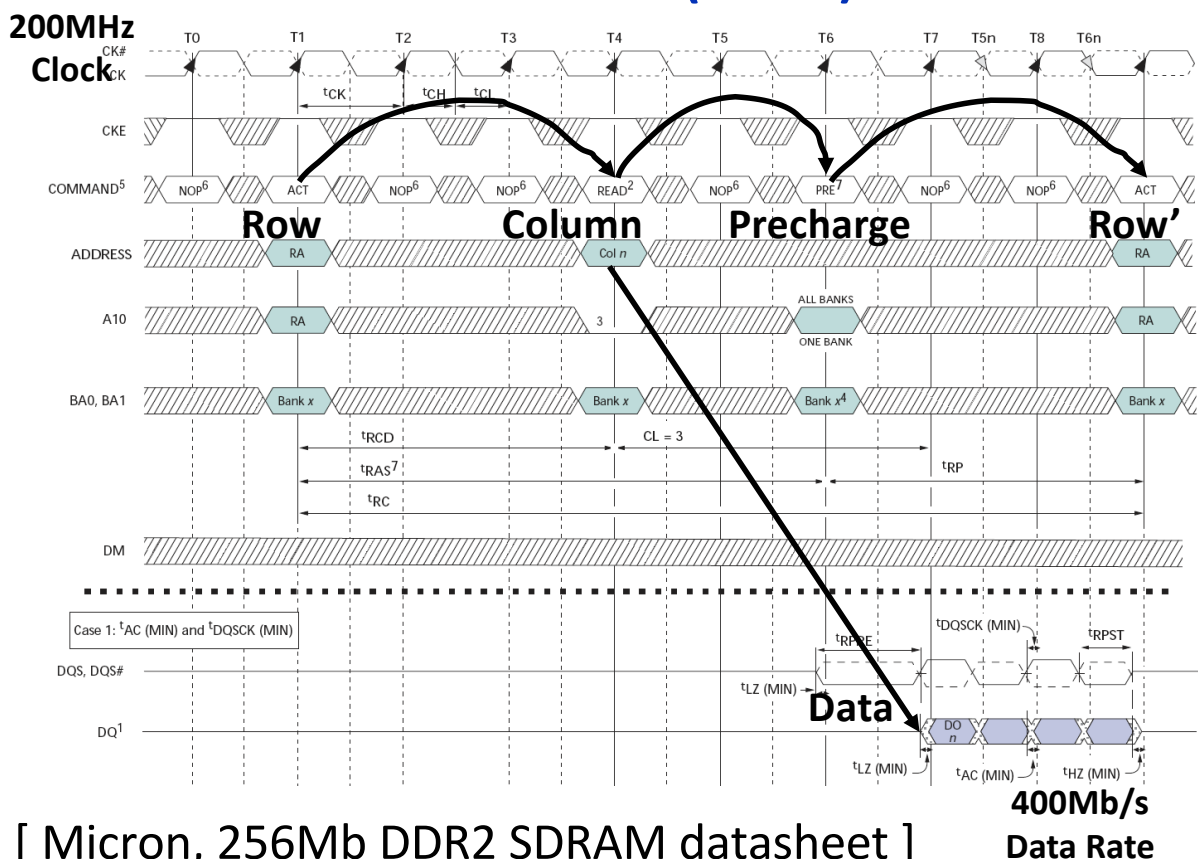 200MHz
Clock
CK#
CK
T0 T1 T2 T3 T4 T5 T6 T7 T5n T8 T6n
tCK tCH tCL
CKE
COMMAND5 NOP6 ACT NOP6 NOP6 READ2 NOP6 PRE7 NOP6 NOP6 ACT
Row Column Precharge Row'
ADDRESS RA Col n RA
ALL BANKS
A10 RA 3 RA
ONE BANK
BA0, BA1 Bank x Bank x Bank x4 Bank x
tRCD CL = 3
tRAS7 tRP
tRC
DM
Case 1: tAC (MIN) and tDQSCK (MIN)
tRPRE tDQSCK (MIN) tRPST
DQS, DQS#
tLZ (MIN)
Data
DQ1 DO
n
tLZ (MIN) tAC (MIN) tHZ (MIN)
400Mb/s
Data Rate
[ Micron, 256Mb DDR2 SDRAM datasheet ]